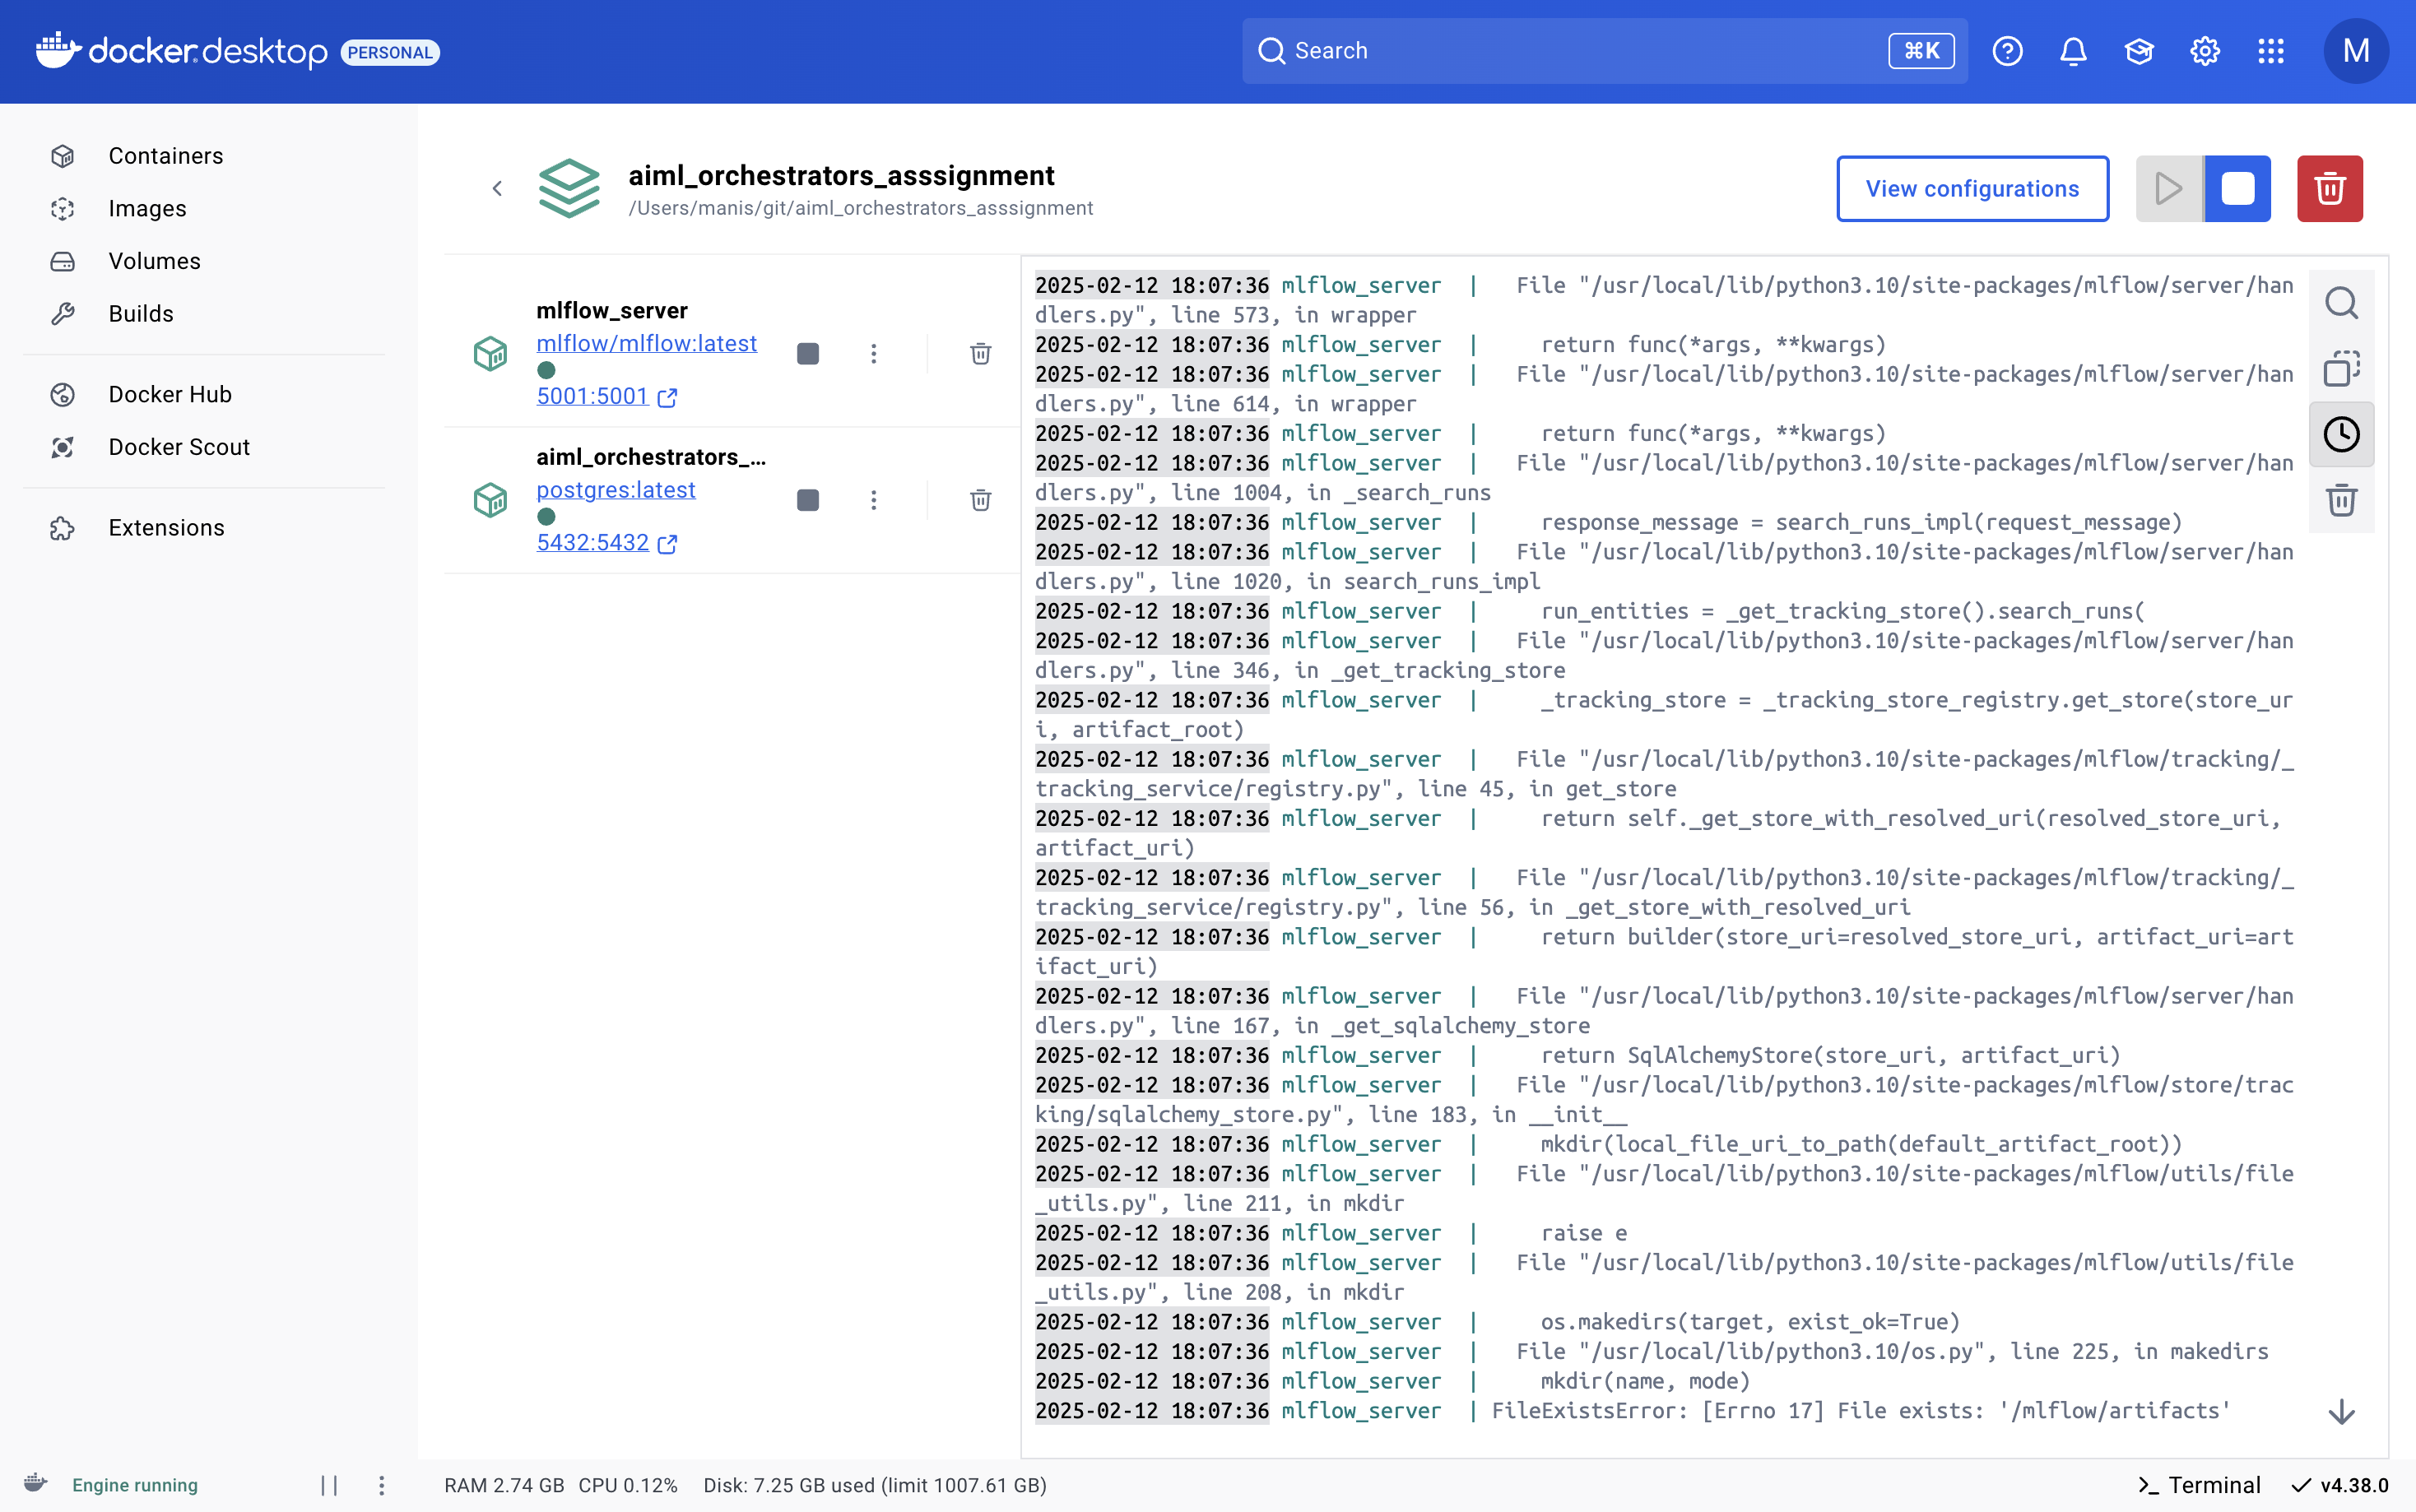 docker desktop PERSONAL
Search
⌘K
M
Containers
Images
Volumes
Builds
Docker Hub
Docker Scout
Extensions
aiml_orchestrators_asssignment
/Users/manis/git/aiml_orchestrators_asssignment
View configurations
mlflow_server
mlflow/mlflow:latest
5001:5001
aiml_orchestrators_...
postgres:latest
5432:5432
2025-02-12 18:07:36 mlflow_server  |   File "/usr/local/lib/python3.10/site-packages/mlflow/server/han
dlers.py", line 573, in wrapper
2025-02-12 18:07:36 mlflow_server  |     return func(*args, **kwargs)
2025-02-12 18:07:36 mlflow_server  |   File "/usr/local/lib/python3.10/site-packages/mlflow/server/han
dlers.py", line 614, in wrapper
2025-02-12 18:07:36 mlflow_server  |     return func(*args, **kwargs)
2025-02-12 18:07:36 mlflow_server  |   File "/usr/local/lib/python3.10/site-packages/mlflow/server/han
dlers.py", line 1004, in _search_runs
2025-02-12 18:07:36 mlflow_server  |     response_message = search_runs_impl(request_message)
2025-02-12 18:07:36 mlflow_server  |   File "/usr/local/lib/python3.10/site-packages/mlflow/server/han
dlers.py", line 1020, in search_runs_impl
2025-02-12 18:07:36 mlflow_server  |     run_entities = _get_tracking_store().search_runs(
2025-02-12 18:07:36 mlflow_server  |   File "/usr/local/lib/python3.10/site-packages/mlflow/server/han
dlers.py", line 346, in _get_tracking_store
2025-02-12 18:07:36 mlflow_server  |     _tracking_store = _tracking_store_registry.get_store(store_ur
i, artifact_root)
2025-02-12 18:07:36 mlflow_server  |   File "/usr/local/lib/python3.10/site-packages/mlflow/tracking/_
tracking_service/registry.py", line 45, in get_store
2025-02-12 18:07:36 mlflow_server  |     return self._get_store_with_resolved_uri(resolved_store_uri,
artifact_uri)
2025-02-12 18:07:36 mlflow_server  |   File "/usr/local/lib/python3.10/site-packages/mlflow/tracking/_
tracking_service/registry.py", line 56, in _get_store_with_resolved_uri
2025-02-12 18:07:36 mlflow_server  |     return builder(store_uri=resolved_store_uri, artifact_uri=art
ifact_uri)
2025-02-12 18:07:36 mlflow_server  |   File "/usr/local/lib/python3.10/site-packages/mlflow/server/han
dlers.py", line 167, in _get_sqlalchemy_store
2025-02-12 18:07:36 mlflow_server  |     return SqlAlchemyStore(store_uri, artifact_uri)
2025-02-12 18:07:36 mlflow_server  |   File "/usr/local/lib/python3.10/site-packages/mlflow/store/trac
king/sqlalchemy_store.py", line 183, in __init__
2025-02-12 18:07:36 mlflow_server  |     mkdir(local_file_uri_to_path(default_artifact_root))
2025-02-12 18:07:36 mlflow_server  |   File "/usr/local/lib/python3.10/site-packages/mlflow/utils/file
_utils.py", line 211, in mkdir
2025-02-12 18:07:36 mlflow_server  |     raise e
2025-02-12 18:07:36 mlflow_server  |   File "/usr/local/lib/python3.10/site-packages/mlflow/utils/file
_utils.py", line 208, in mkdir
2025-02-12 18:07:36 mlflow_server  |     os.makedirs(target, exist_ok=True)
2025-02-12 18:07:36 mlflow_server  |   File "/usr/local/lib/python3.10/os.py", line 225, in makedirs
2025-02-12 18:07:36 mlflow_server  |     mkdir(name, mode)
2025-02-12 18:07:36 mlflow_server  | FileExistsError: [Errno 17] File exists: '/mlflow/artifacts'
Engine running
RAM 2.74 GB CPU 0.12% Disk: 7.25 GB used (limit 1007.61 GB)
Terminal
v4.38.0